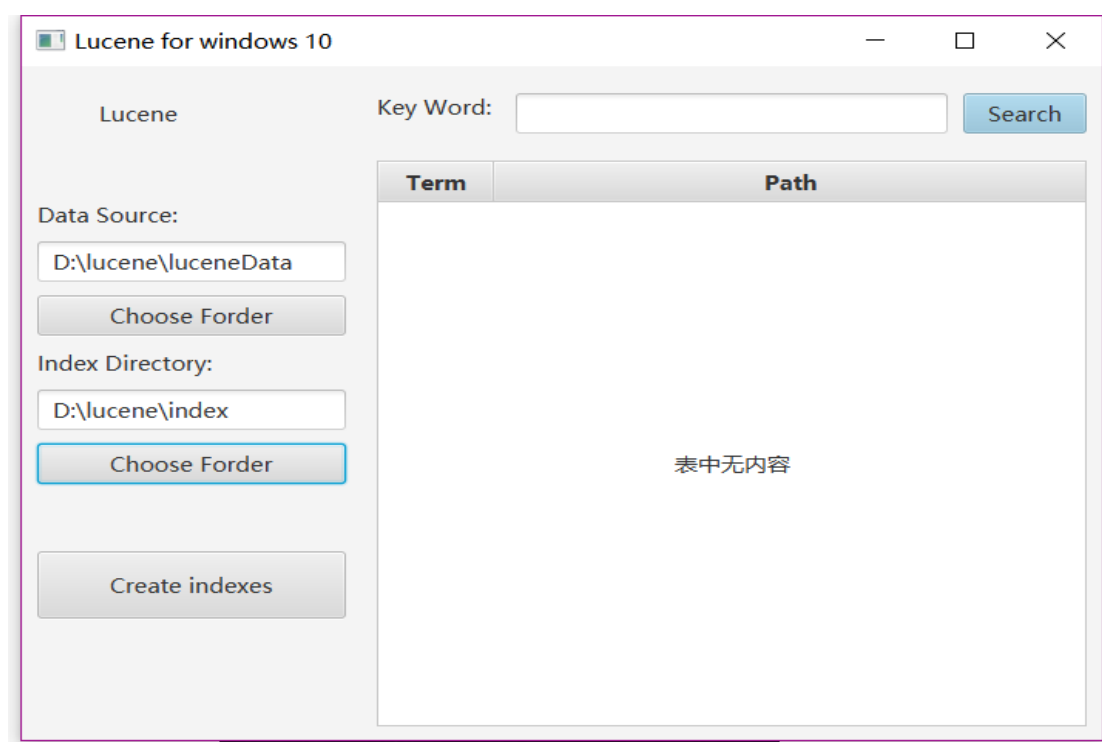 Lucene for windows 10
Lucene
Key Word:
Search
Data Source:
D:\lucene\luceneData
Choose Forder
Index Directory:
D:\lucene\index
Choose Forder
Create indexes
Term Path
表中无内容